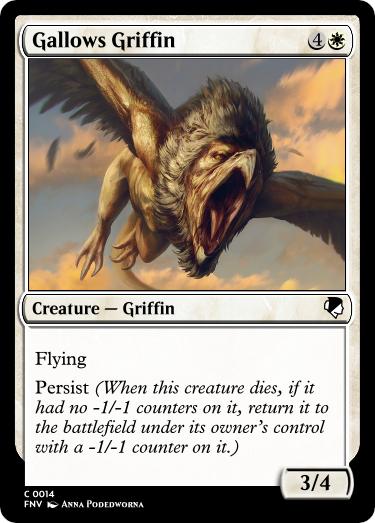 Gallows Griffin 4
Creature — Griffin
Flying
Persist (When this creature dies, if it
had no -1/-1 counters on it, return it to
the battlefield under its owner's control
with a -1/-1 counter on it.)
3/4
C 0014
FNV Anna Podedworna